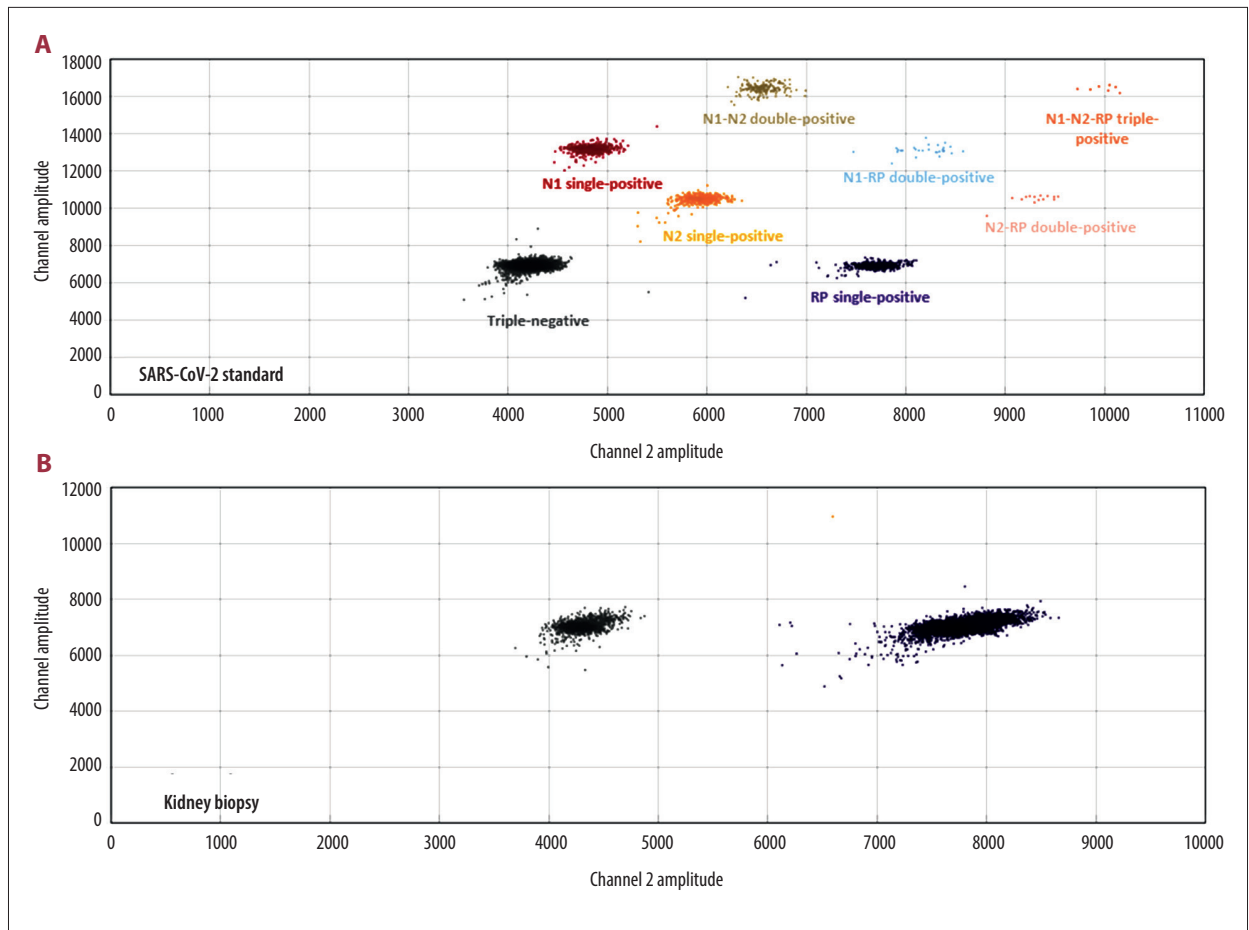 A
18000
16000
14000
12000
10000
8000
6000
4000
2000
0
Channel amplitude
N1-N2 double-positive
N1-N2-RP triple-
positive
N1 single-positive
N1-RP double-positive
N2 single-positive
N2-RP double-positive
RP single-positive
Triple-negative
SARS-CoV-2 standard
0 1000 2000 3000 4000 5000 6000 7000 8000 9000 10000 11000
Channel 2 amplitude
B
12000
10000
8000
6000
4000
2000
0
Channel amplitude
Kidney biopsy
0 1000 2000 3000 4000 5000 6000 7000 8000 9000 10000
Channel 2 amplitude